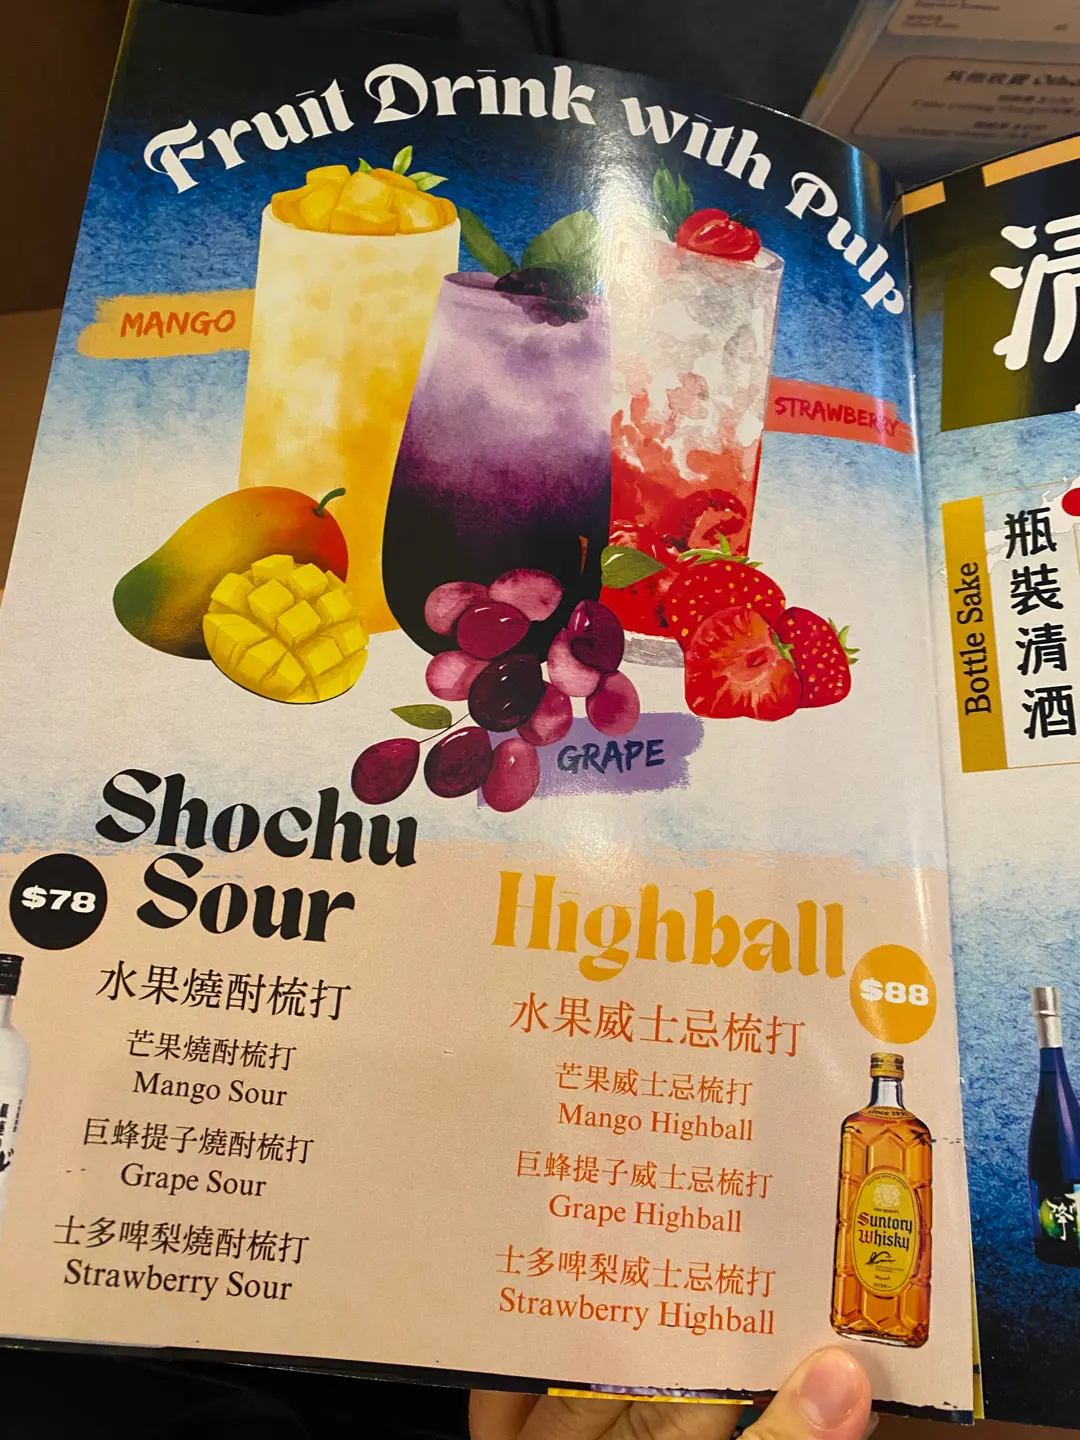 Fruit Drink with Pulp
MANGO
STRAWBERRY
GRAPE
Shochu
Sour
$78
水果燒酎梳打
芒果燒酎梳打
Mango Sour
巨蜂提子燒酎梳打
Grape Sour
士多啤梨燒酎梳打
Strawberry Sour
Highball
$88
水果威士忌梳打
芒果威士忌梳打
Mango Highball
巨蜂提子威士忌梳打
Grape Highball
士多啤梨威士忌梳打
Strawberry Highball
since 1937
Suntory
Whisky
清
Bottle Sake
瓶裝清酒